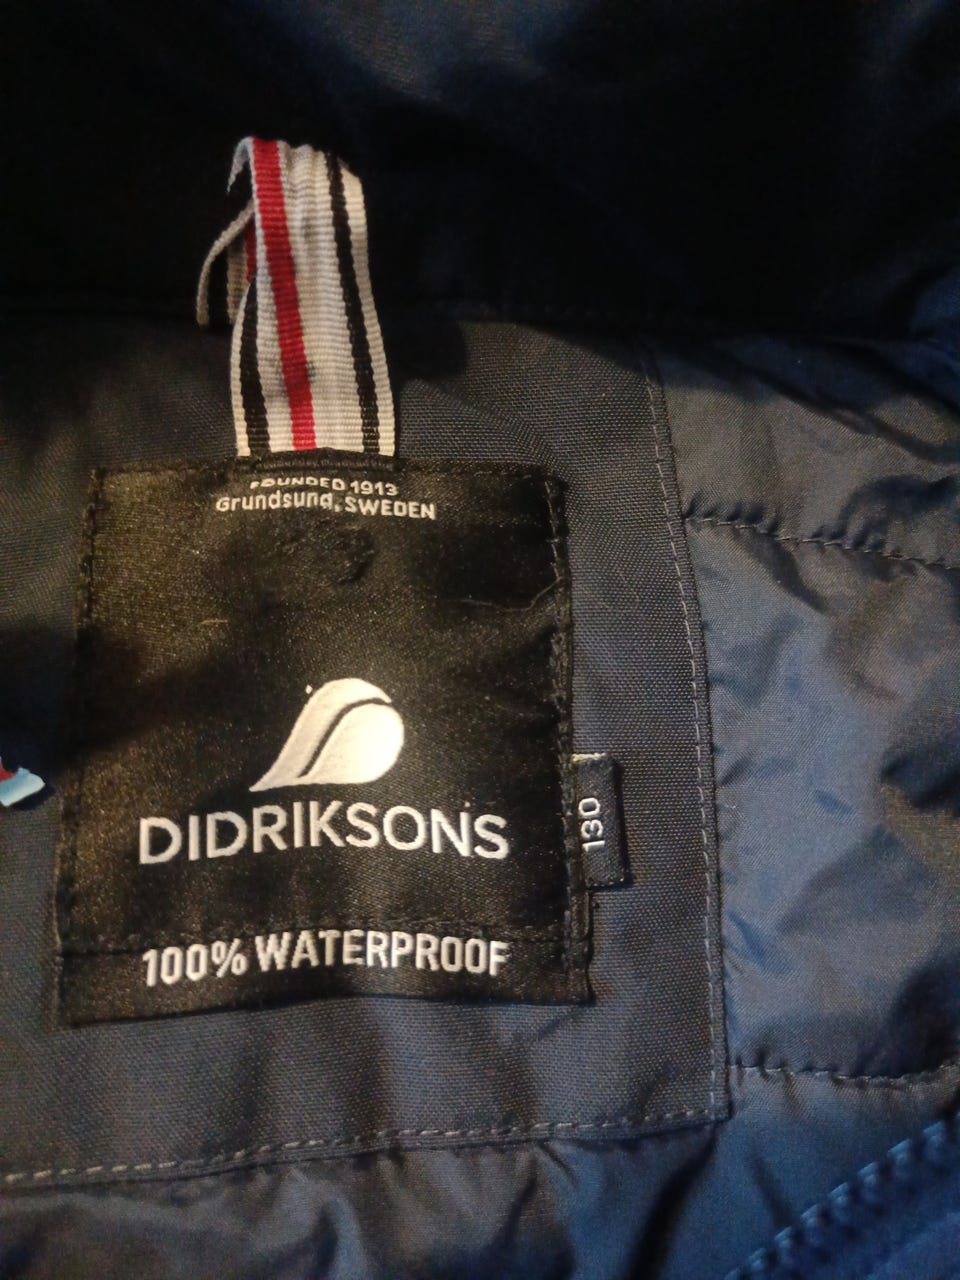 FOUNDED 1913
Grundsund, SWEDEN
DIDRIKSONS
130
100% WATERPROOF